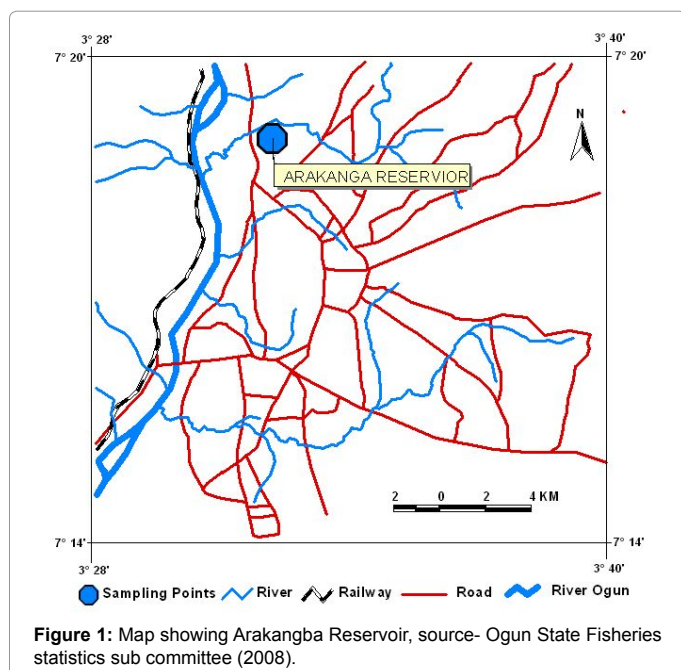 3° 28'
3° 40'
7° 20'
7° 20'
N
ARAKANGA RESERVIOR
2 0 2 4 KM
7° 14'
7° 14'
3° 28'
3° 40'
Sampling Points River Railway Road River Ogun
Figure 1: Map showing Arakangba Reservoir, source- Ogun State Fisheries
statistics sub committee (2008).